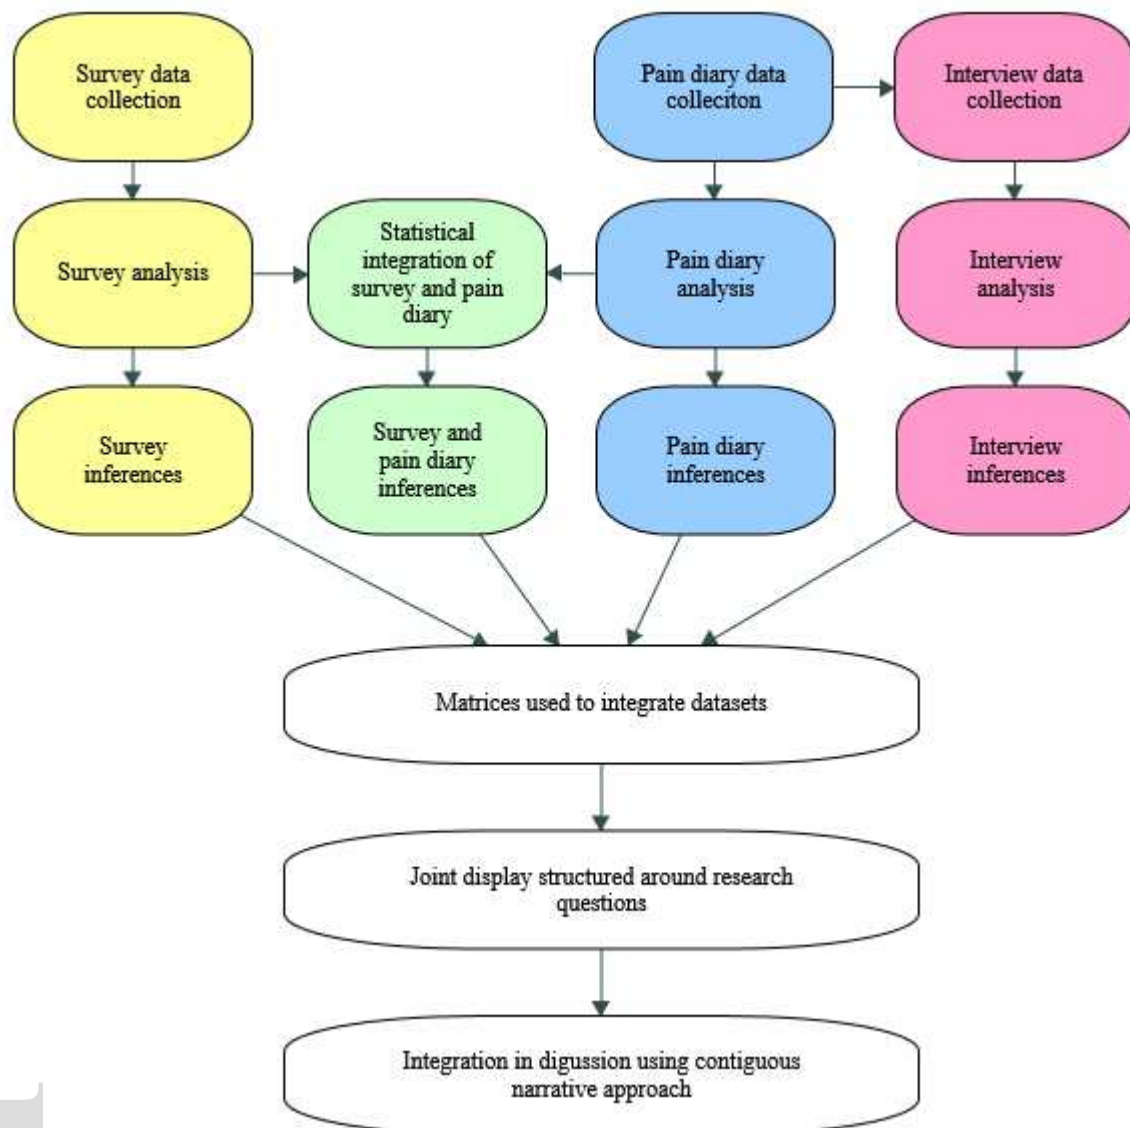 Survey data
collection
Pain diary data
colleciton
Interview data
collection
Survey analysis
Statistical
integration of
survey and pain
diary
Pain diary
analysis
Interview
analysis
Survey
inferences
Survey and
pain diary
inferences
Pain diary
inferences
Interview
inferences
Matrices used to integrate datasets
Joint display structured around research
questions
Integration in digussion using contiguous
narrative approach